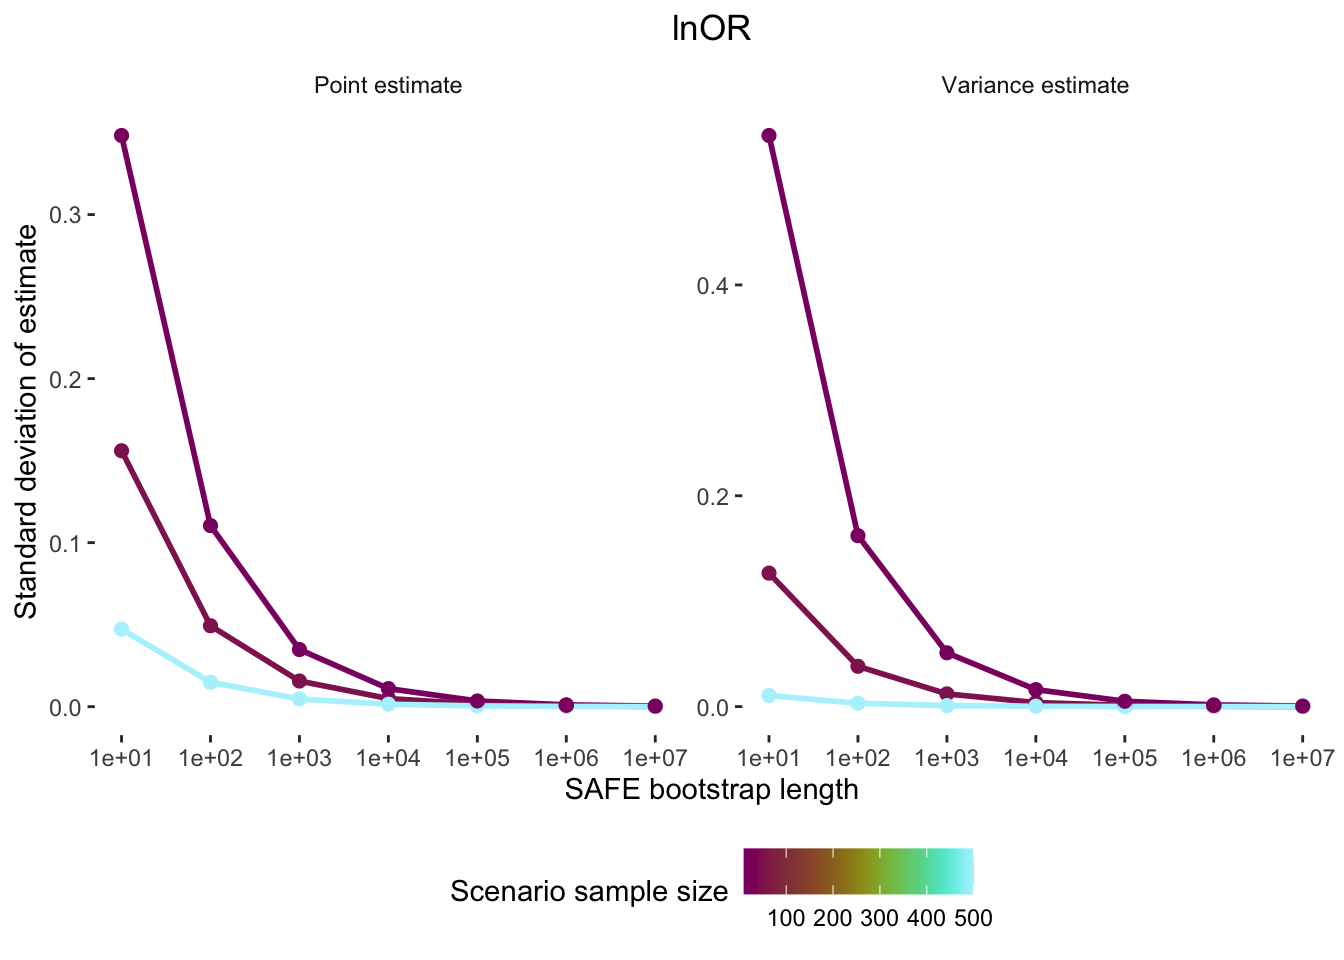 lnOR
Point estimate
Variance estimate
Standard deviation of estimate
0.3
0.2
0.1
0.0
0.4
0.2
0.0
1e+01 1e+02 1e+03 1e+04 1e+05 1e+06 1e+07
1e+01 1e+02 1e+03 1e+04 1e+05 1e+06 1e+07
SAFE bootstrap length
Scenario sample size
100 200 300 400 500